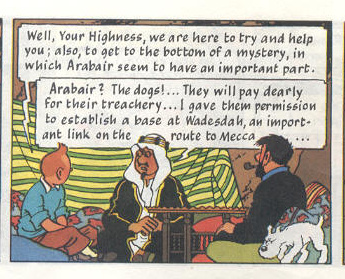 Well, Your Highness, we are here to try and help
you; also, to get to the bottom of a mystery, in
which Arabair seem to have an important part.
Arabair? The dogs!... They will pay dearly
for their treachery... I gave them permission
to establish a base at Wadesdah, an import-
ant link on the route to Mecca ...